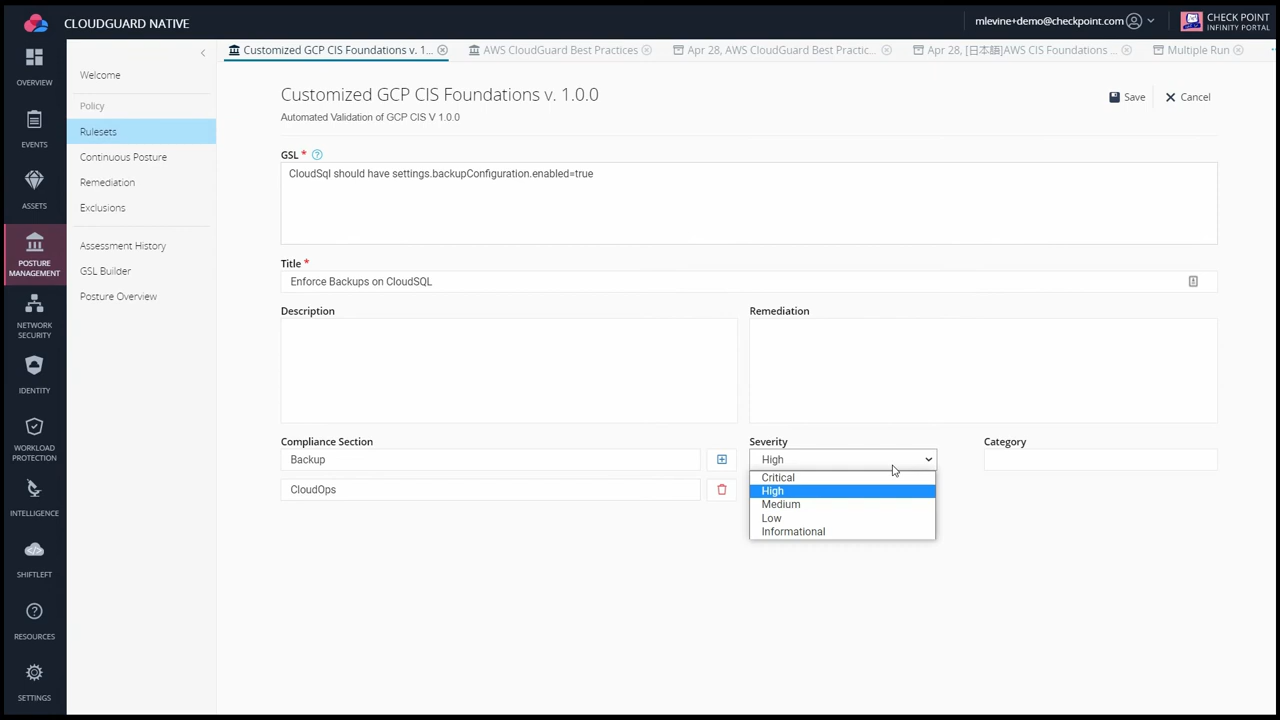 CLOUDGUARD NATIVE
mlevine+demo@checkpoint.com
CHECK POINT
INFINITY PORTAL
OVERVIEW
EVENTS
ASSETS
POSTURE
MANAGEMENT
NETWORK
SECURITY
IDENTITY
WORKLOAD
PROTECTION
INTELLIGENCE
SHIFTLEFT
RESOURCES
SETTINGS
Welcome
Policy
Rulesets
Continuous Posture
Remediation
Exclusions
Assessment History
GSL Builder
Posture Overview
Customized GCP CIS Foundations v. 1...
AWS CloudGuard Best Practices
Apr 28, AWS CloudGuard Best Practic...
Apr 28, [日本語]AWS CIS Foundations ...
Multiple Run
Customized GCP CIS Foundations v. 1.0.0
Save
Cancel
Automated Validation of GCP CIS V 1.0.0
GSL * ?
CloudSql should have settings.backupConfiguration.enabled=true
Title *
Enforce Backups on CloudSQL
Description
Remediation
Compliance Section
Severity
Category
Backup
High
CloudOps
Critical
High
Medium
Low
Informational